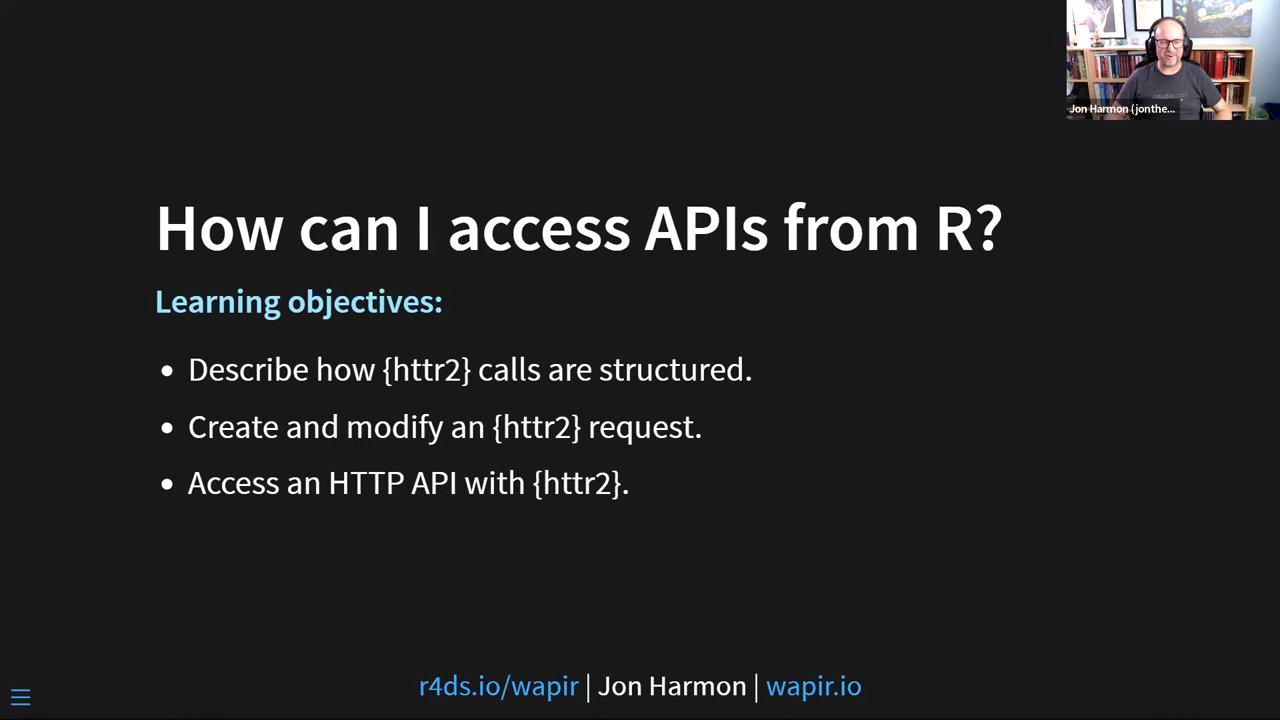 Jon Harmon (jonthe...
How can I access APIs from R?
Learning objectives:
• Describe how {httr2} calls are structured.
• Create and modify an {httr2} request.
• Access an HTTP API with {httr2}.
r4ds.io/wapir | Jon Harmon | wapir.io